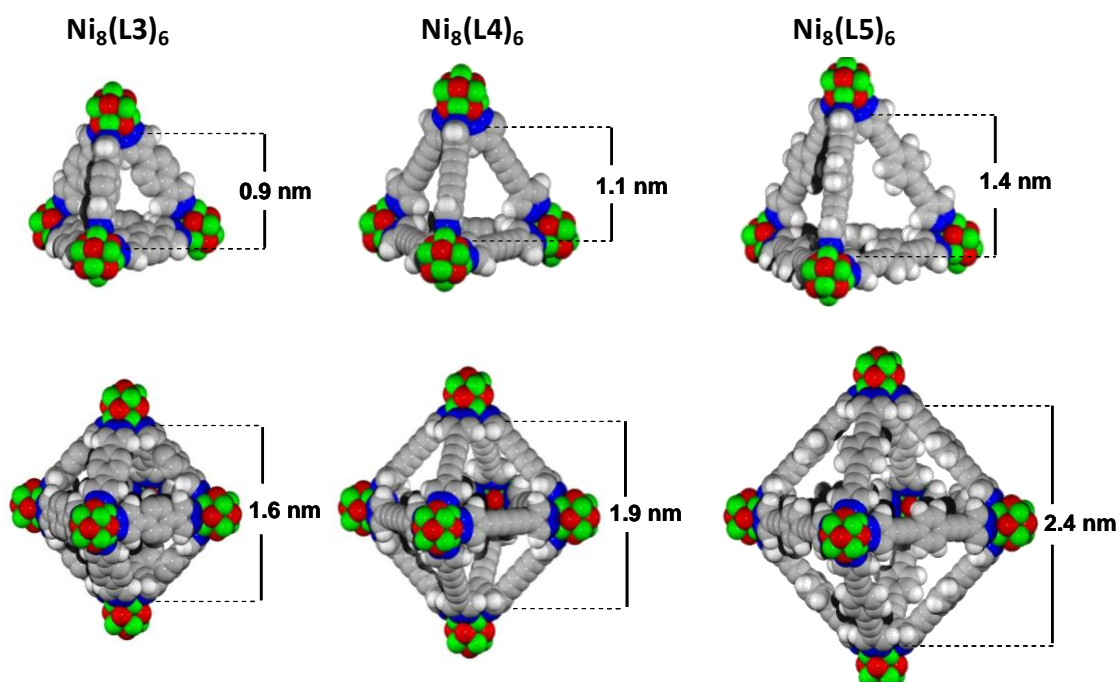 Ni₈(L3)₆ Ni₈(L4)₆ Ni₈(L5)₆
0.9 nm 1.1 nm 1.4 nm
1.6 nm 1.9 nm 2.4 nm